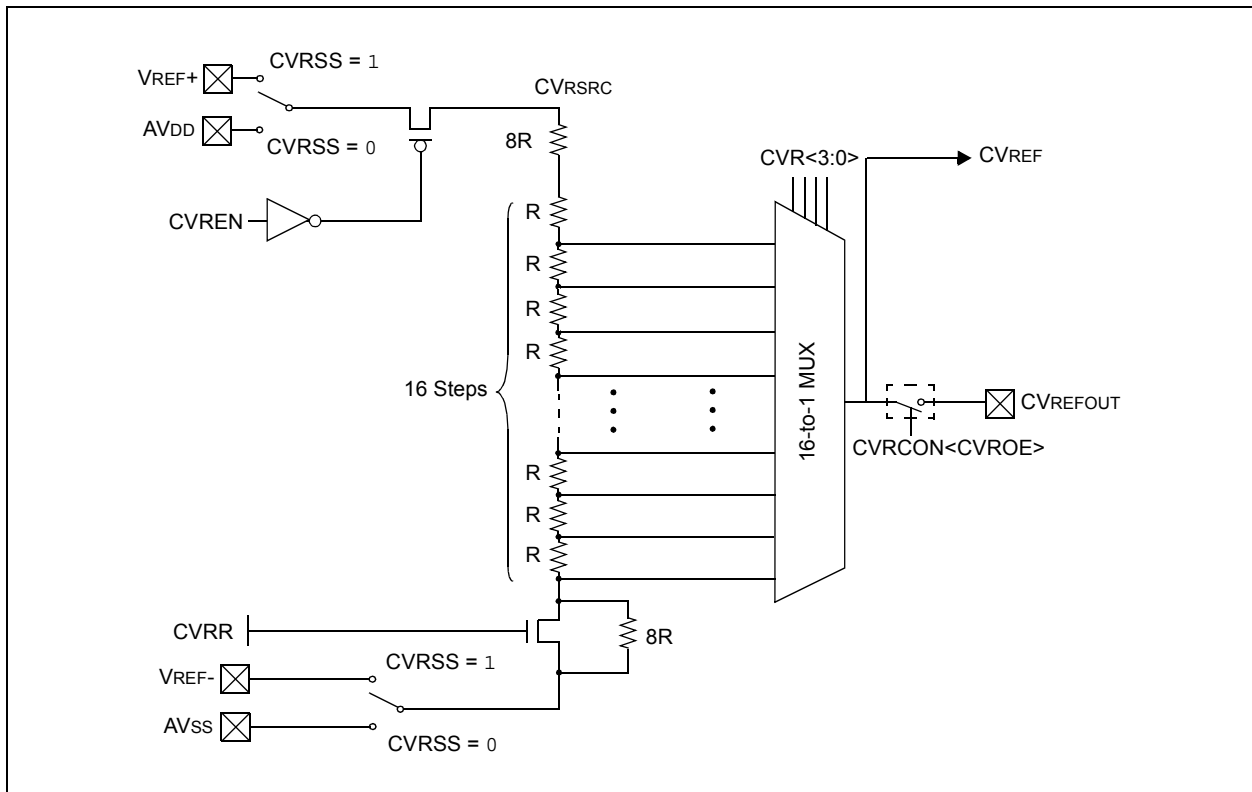 VREF+
CVRSS = 1
AVDD
CVRSS = 0
CVREN
CVRSRC
8R
R
R
R
R
16 Steps
R
R
R
CVR<3:0>
16-to-1 MUX
CVREF
CVREFOUT
CVRCON<CVROE>
CVRR
8R
VREF-
CVRSS = 1
AVSS
CVRSS = 0